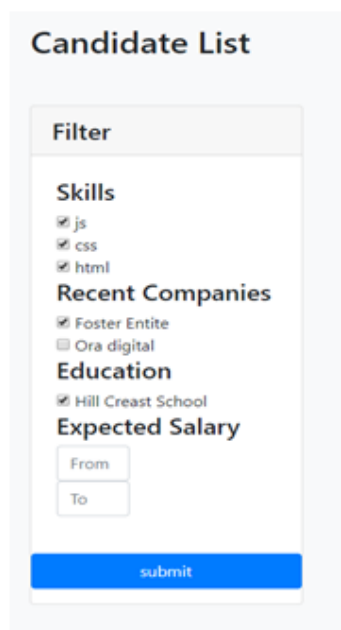 Candidate List
Filter
Skills
js
css
html
Recent Companies
Foster Entite
Ora digital
Education
Hill Creast School
Expected Salary
From
To
submit